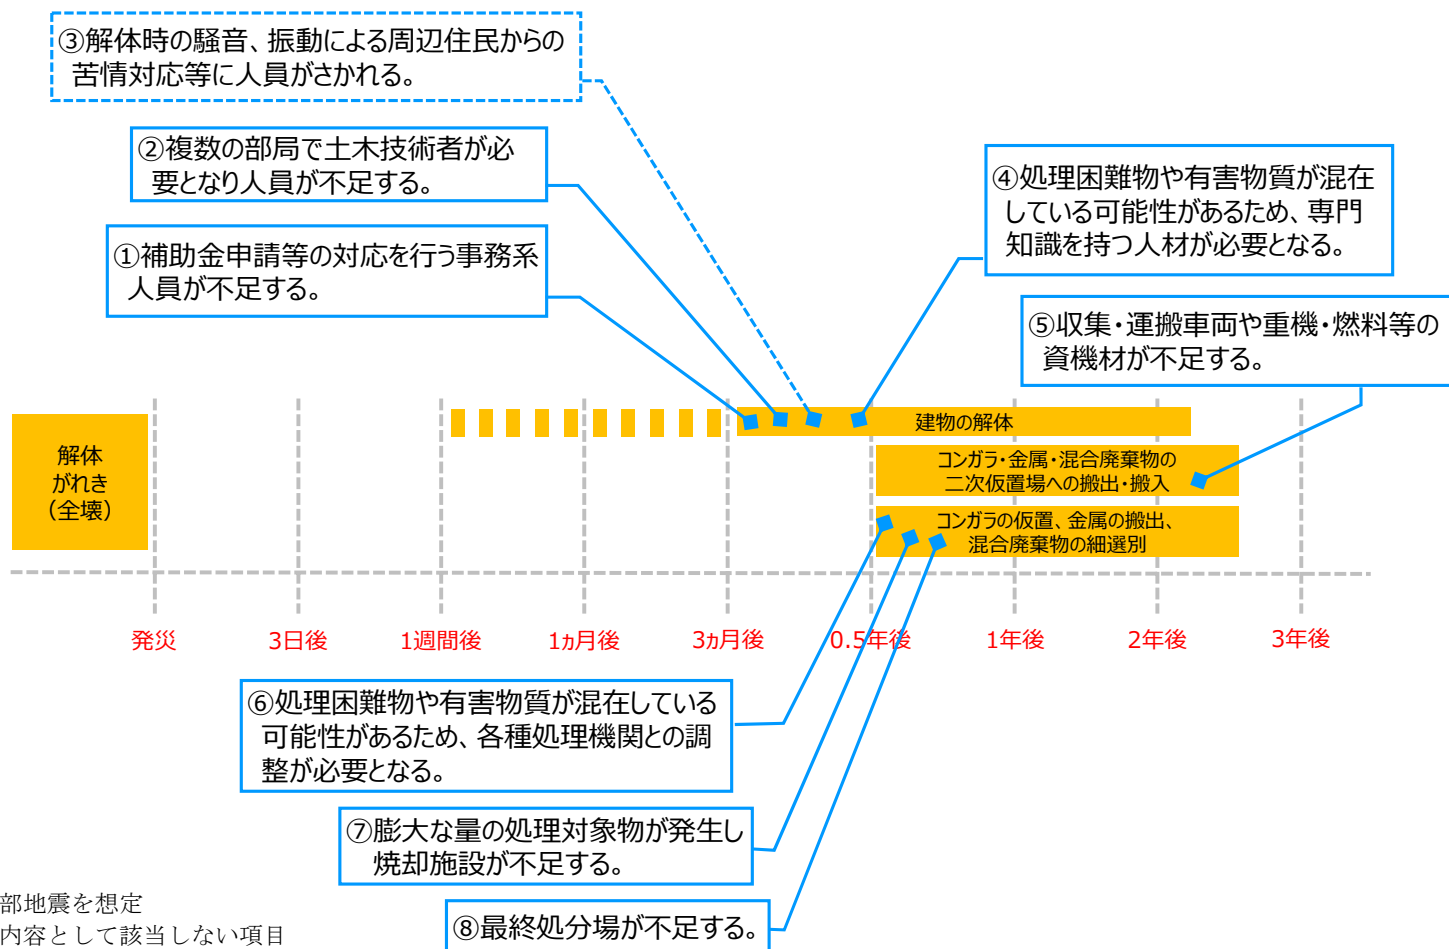 ③解体時の騒音、振動による周辺住民からの
苦情対応等に人員がさかれる。
②複数の部局で土木技術者が必
要となり人員が不足する。
①補助金申請等の対応を行う事務系
人員が不足する。
④処理困難物や有害物質が混在
している可能性があるため、専門
知識を持つ人材が必要となる。
⑤収集・運搬車両や重機・燃料等の
資機材が不足する。
解体
がれき
（全壊）
建物の解体
コンガラ・金属・混合廃棄物の
二次仮置場への搬出・搬入
コンガラの仮置、金属の搬出、
混合廃棄物の細選別
発災
3日後
1週間後
1ヵ月後
3ヵ月後
0.5年後
1年後
2年後
3年後
⑥処理困難物や有害物質が混在している
可能性があるため、各種処理機関との調
整が必要となる。
⑦膨大な量の処理対象物が発生し
焼却施設が不足する。
⑧最終処分場が不足する。
部地震を想定
内容として該当しない項目